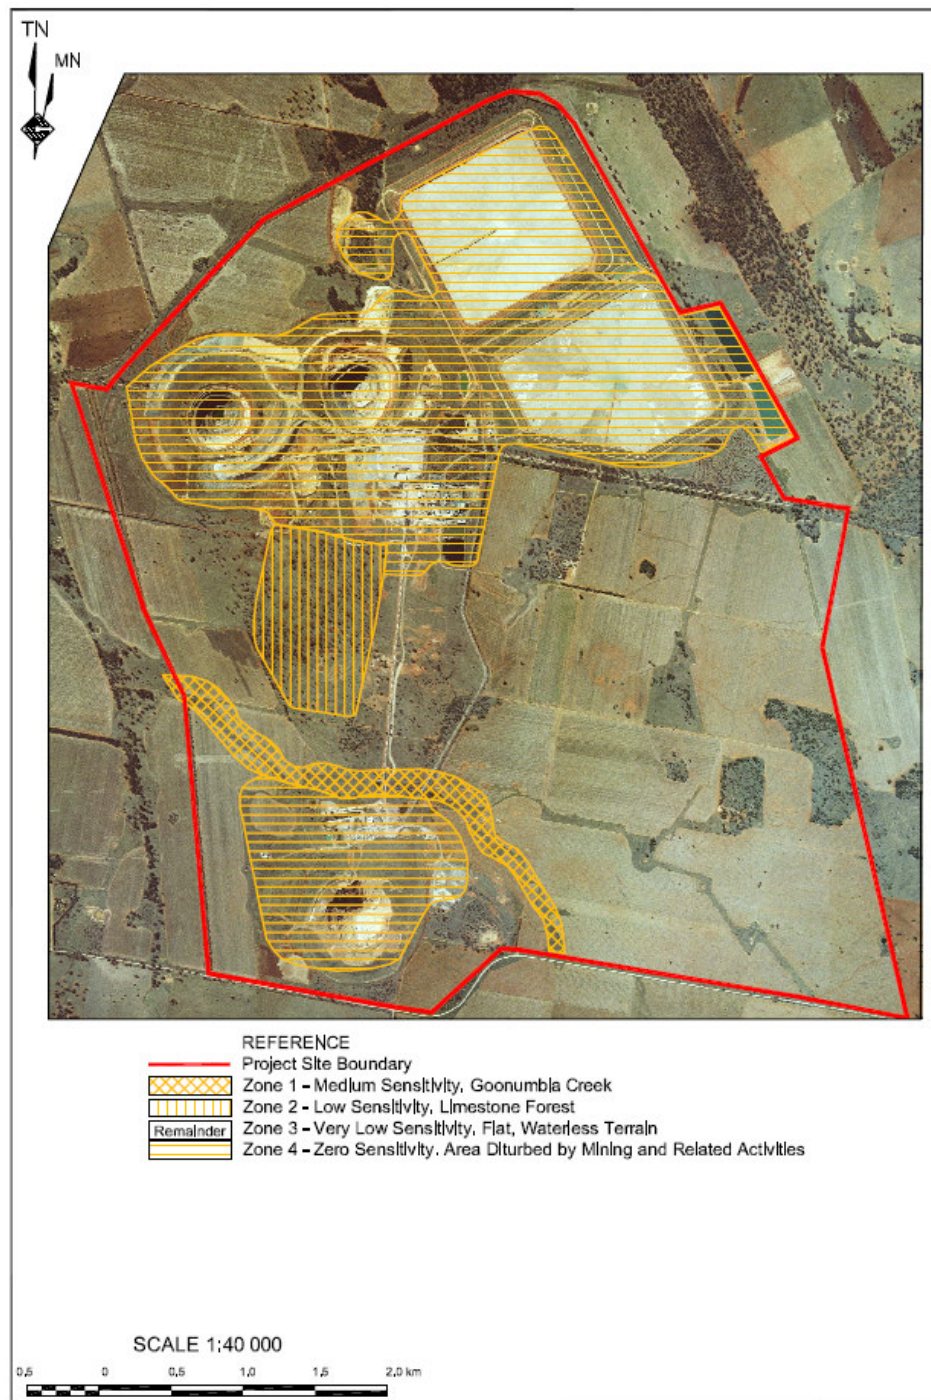 TN
MN
REFERENCE
Project Site Boundary
Zone 1 - Medium Sensitivity, Goonumbla Creek
Zone 2 - Low Sensitivity, Limestone Forest
Remainder Zone 3 - Very Low Sensitivity, Flat, Waterless Terrain
Zone 4 - Zero Sensitivity. Area Diturbed by Mining and Related Activities
SCALE 1:40 000
0,5 0 0,5 1,0 1,5 2,0 km